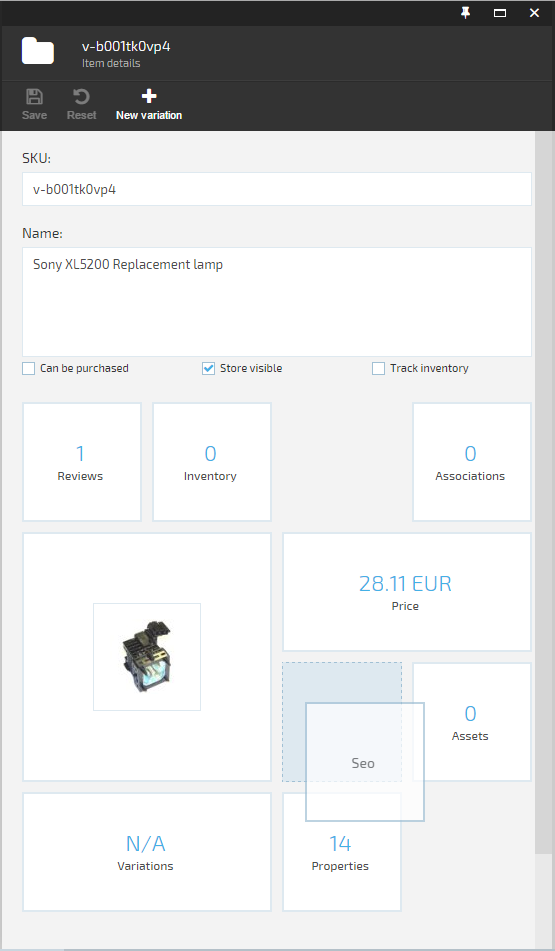 v-b001tk0vp4
Item details
Save
Reset
New variation
SKU:
v-b001tk0vp4
Name:
Sony XL5200 Replacement lamp
Can be purchased
Store visible
Track inventory
1
Reviews
0
Inventory
0
Associations
28.11 EUR
Price
Seo
0
Assets
N/A
Variations
14
Properties